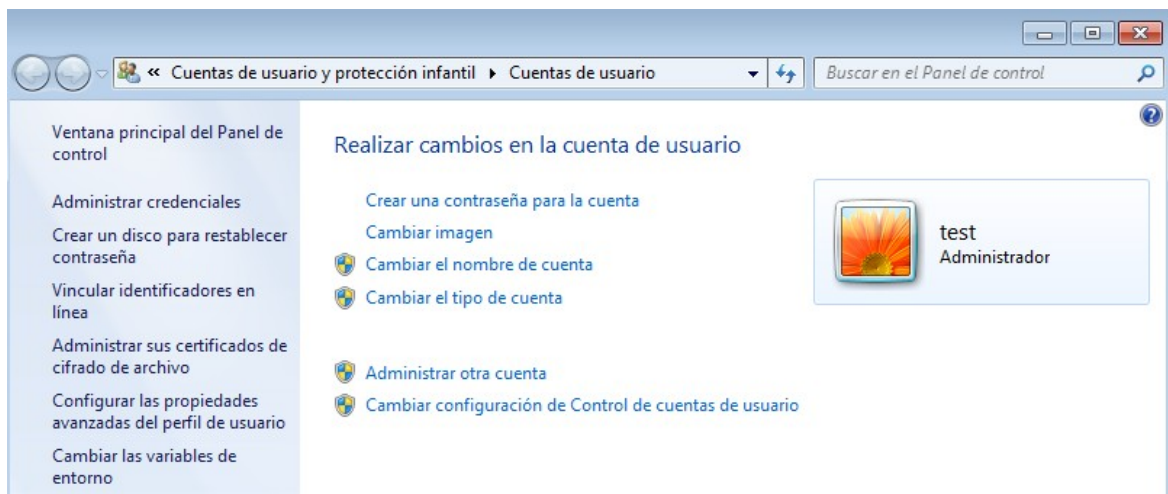 « Cuentas de usuario y protección infantil ▸ Cuentas de usuario
Buscar en el Panel de control
Ventana principal del Panel de
control
Administrar credenciales
Crear un disco para restablecer
contraseña
Vincular identificadores en
línea
Administrar sus certificados de
cifrado de archivo
Configurar las propiedades
avanzadas del perfil de usuario
Cambiar las variables de
entorno
Realizar cambios en la cuenta de usuario
Crear una contraseña para la cuenta
Cambiar imagen
Cambiar el nombre de cuenta
Cambiar el tipo de cuenta
Administrar otra cuenta
Cambiar configuración de Control de cuentas de usuario
test
Administrador